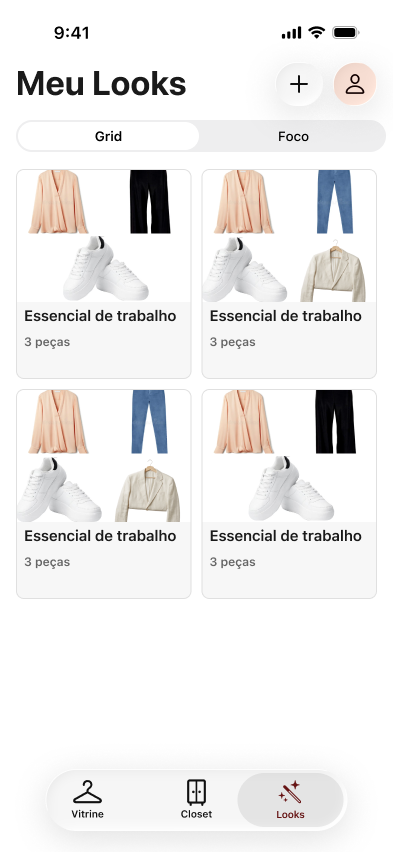 9:41
Meu Looks
Grid
Foco
Essencial de trabalho
3 peças
Essencial de trabalho
3 peças
Essencial de trabalho
3 peças
Essencial de trabalho
3 peças
Vitrine
Closet
Looks